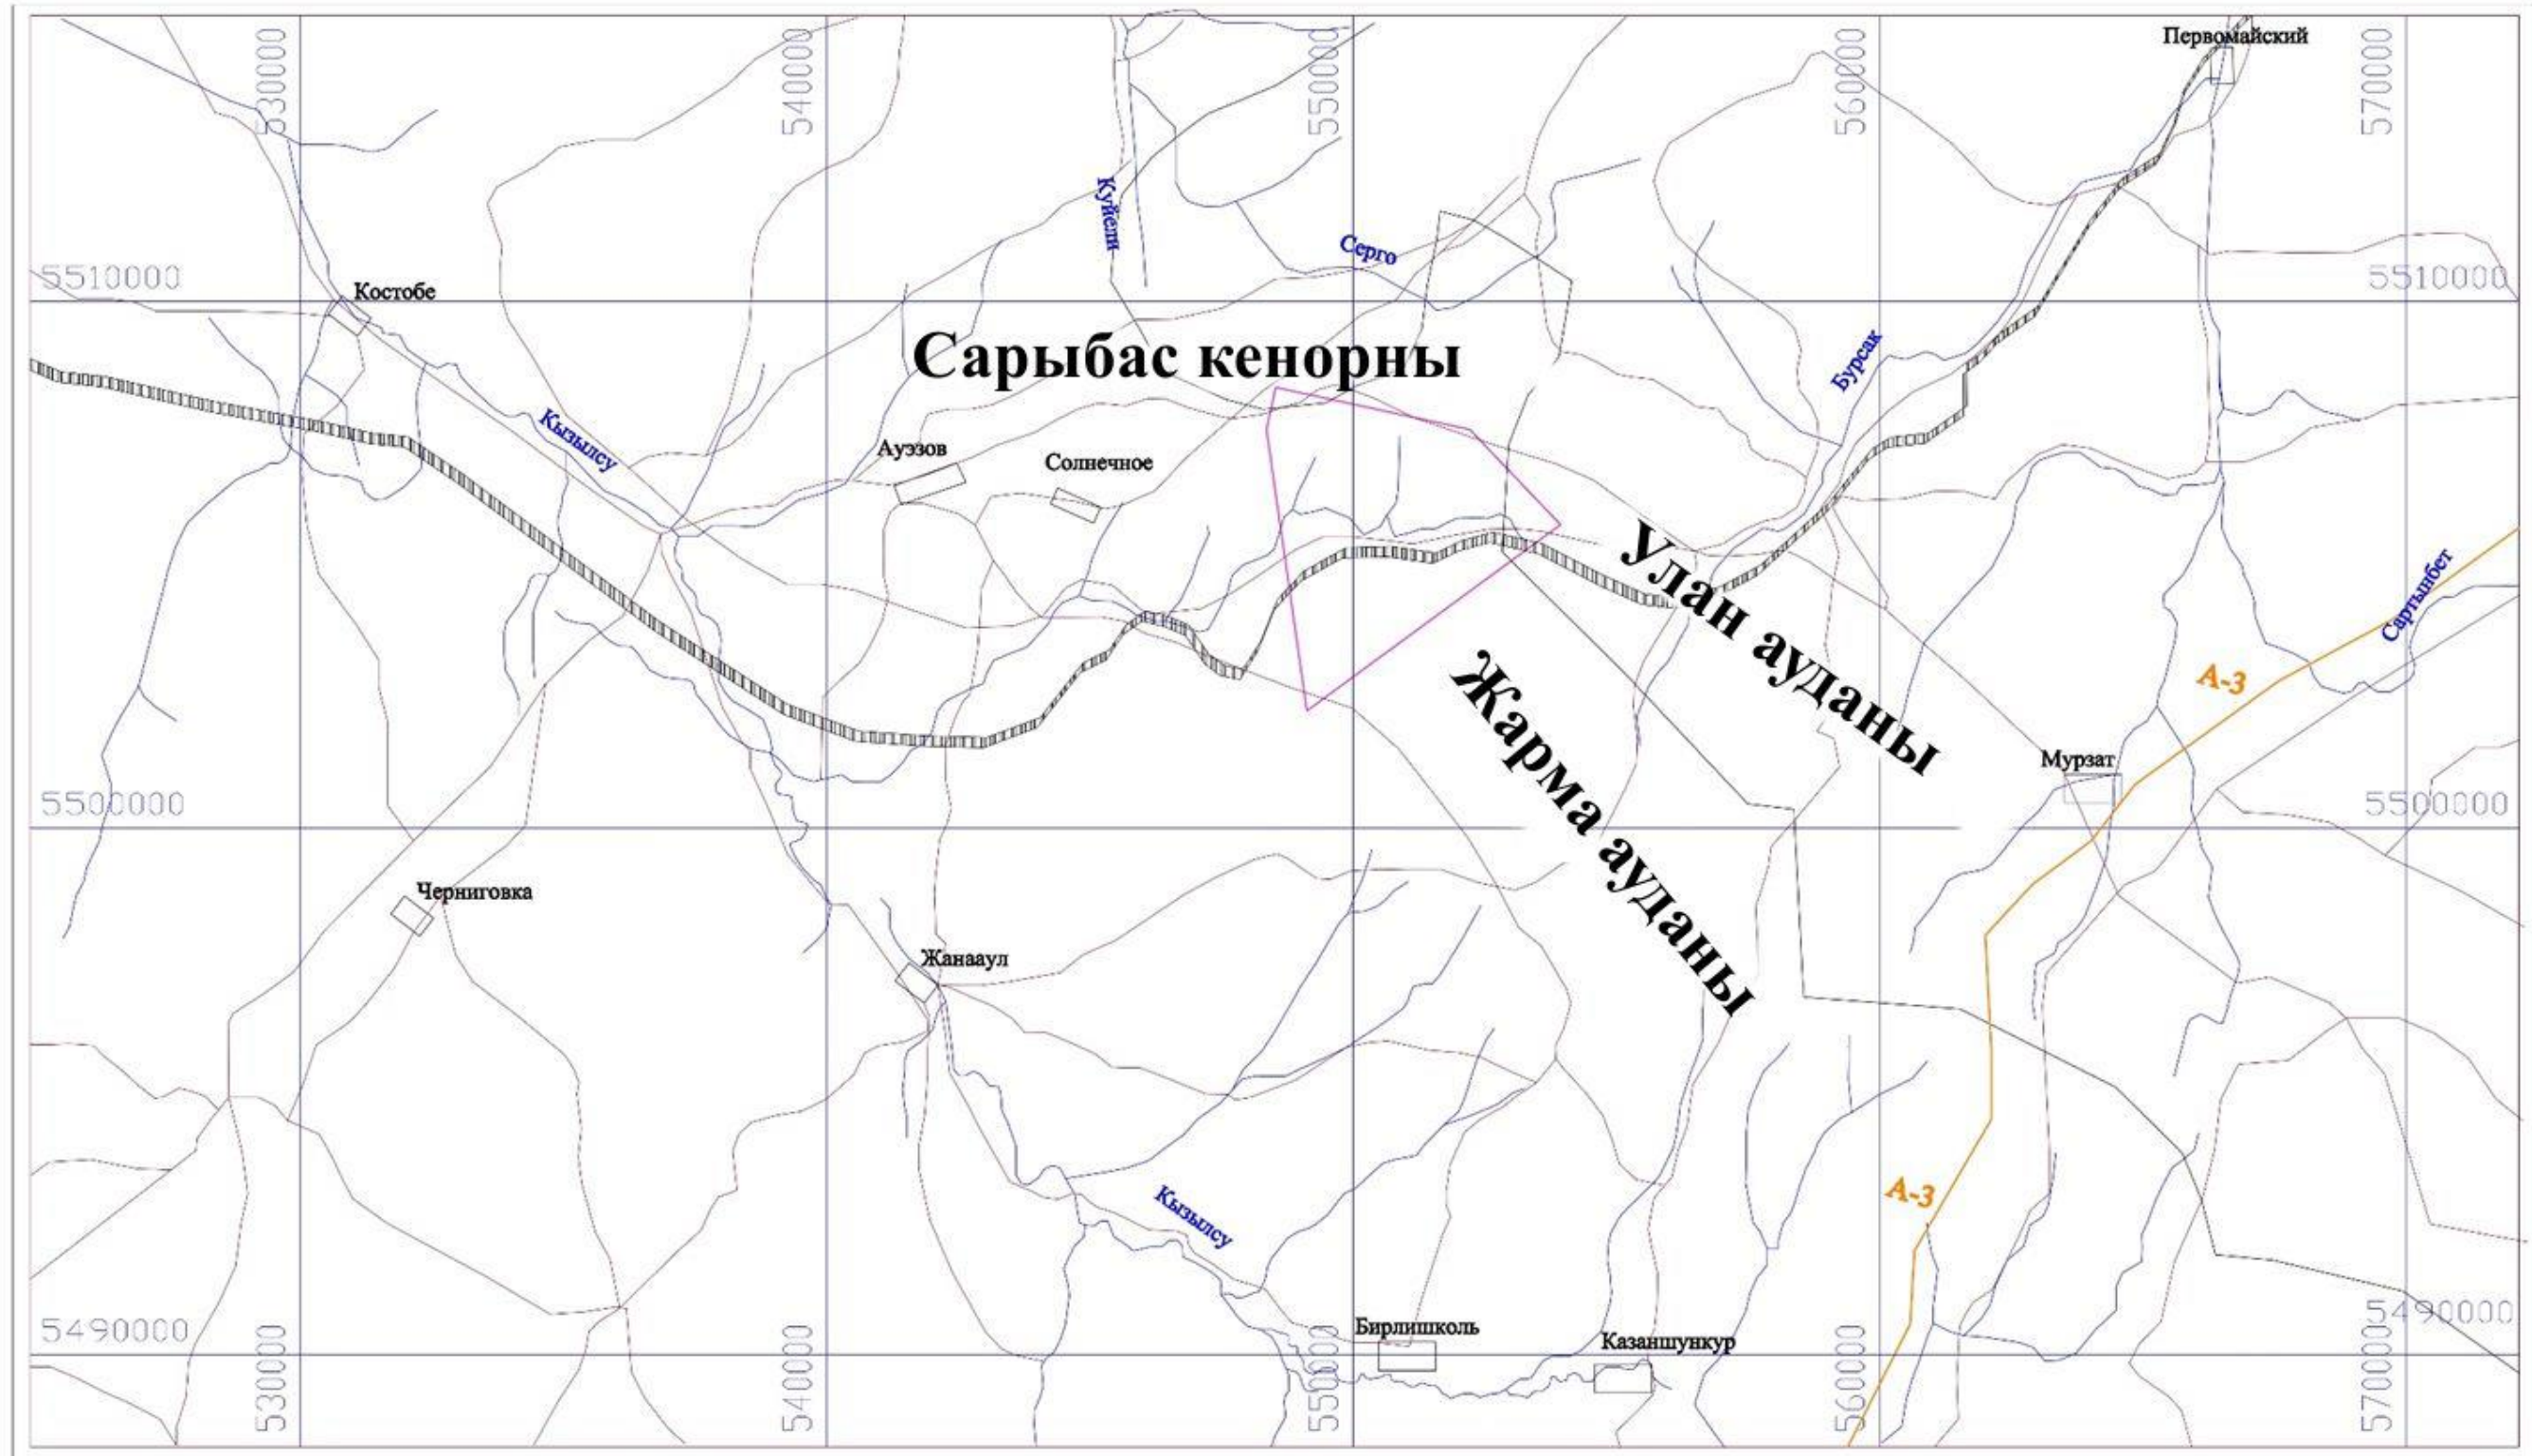 Первомайский
530000
540000
550000
560000
570000
Куйели
Серго
5510000
5510000
Костобе
Сарыбас кенорны
Бурсак
Кызылсу
Ауэзов
Солнечное
Улан ауданы
Сартынбет
А-3
Жарма ауданы
Мурзат
5500000
5500000
Черниговка
Жанааул
А-3
Кызылсу
5490000
5490000
Бирлишколь
Казаншункур
530000
540000
550000
560000
570000